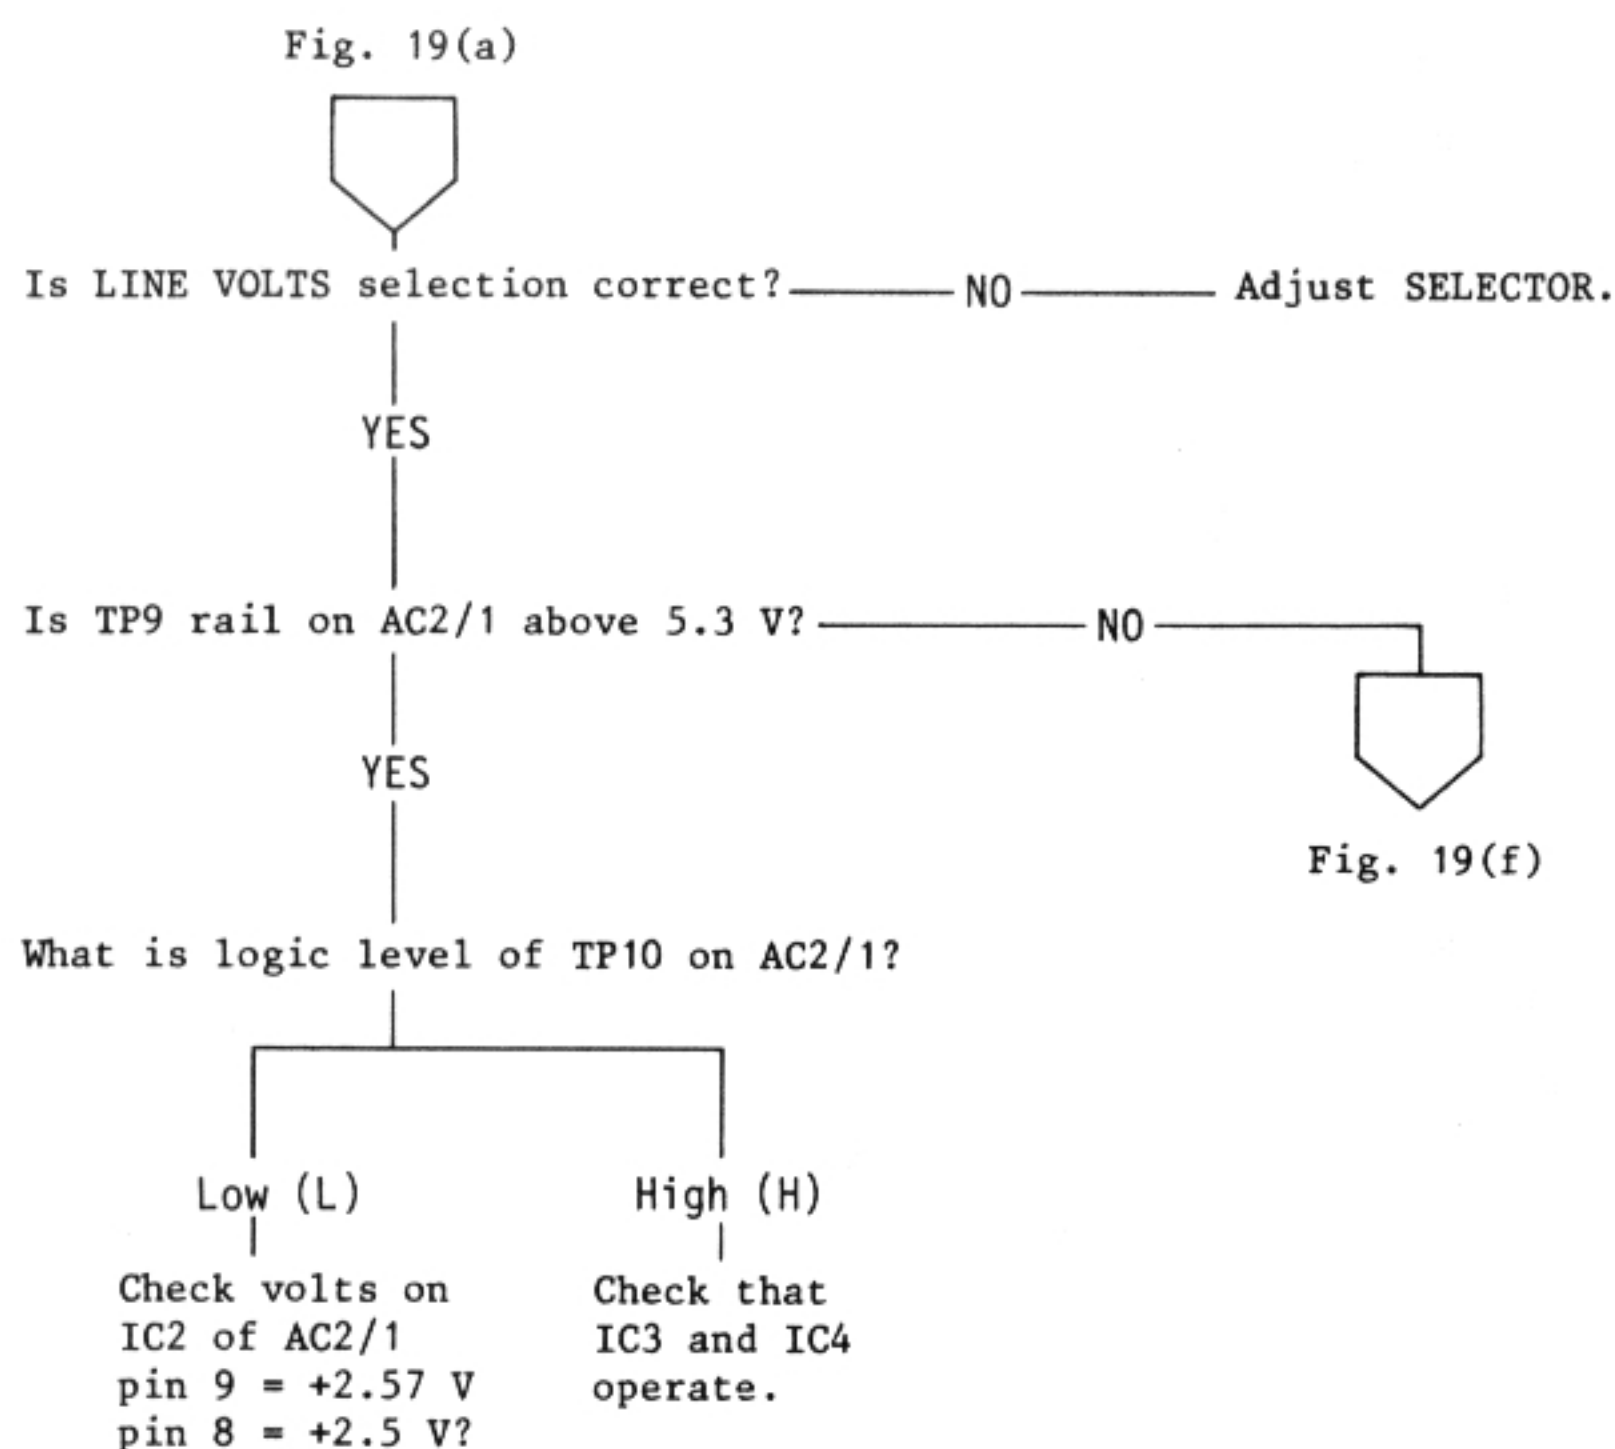 Fig. 19(a)
Is LINE VOLTS selection correct? NO Adjust SELECTOR.
YES
Is TP9 rail on AC2/1 above 5.3 V? NO
YES
Fig. 19(f)
What is logic level of TP10 on AC2/1?
Low (L) High (H)
Check volts on
IC2 of AC2/1
pin 9 = +2.57 V
pin 8 = +2.5 V?
Check that
IC3 and IC4
operate.